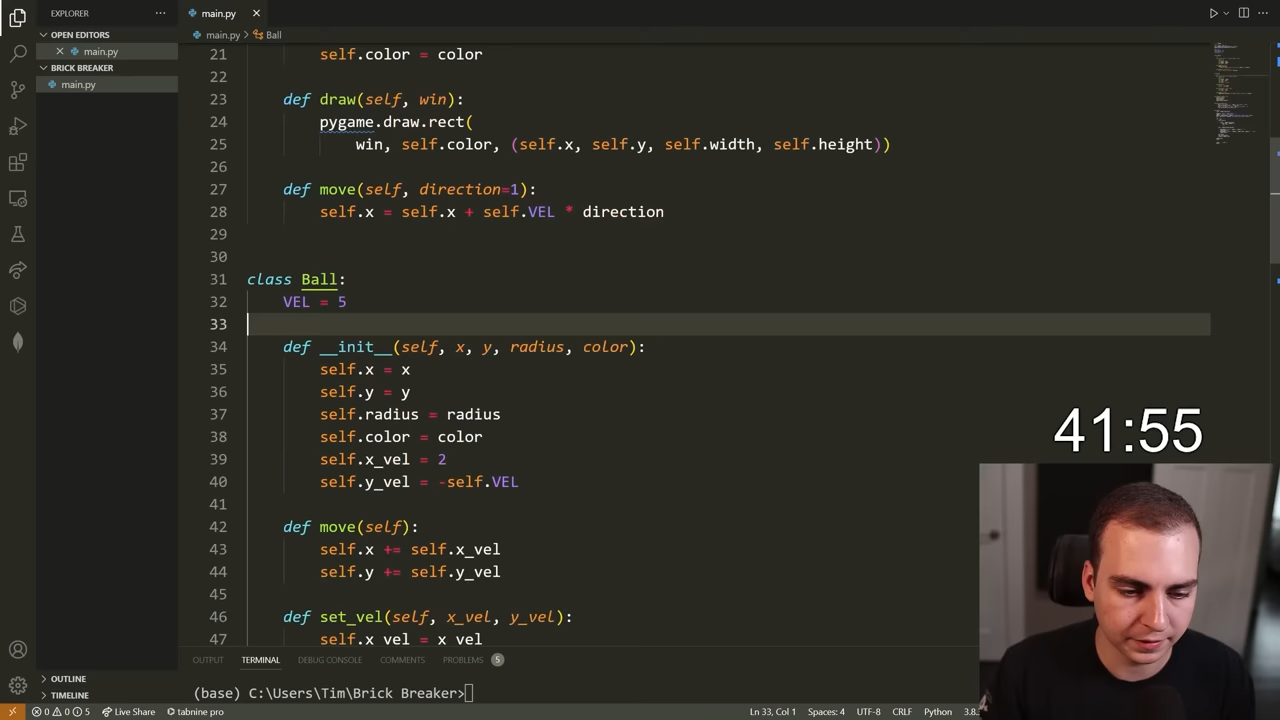 EXPLORER
OPEN EDITORS
main.py
BRICK BREAKER
main.py
OUTLINE
TIMELINE
main.py
main.py > Ball
21 self.color = color
22
23 def draw(self, win):
24 pygame.draw.rect(
25 win, self.color, (self.x, self.y, self.width, self.height))
26
27 def move(self, direction=1):
28 self.x = self.x + self.VEL * direction
29
30
31 class Ball:
32 VEL = 5
33
34 def __init__(self, x, y, radius, color):
35 self.x = x
36 self.y = y
37 self.radius = radius
38 self.color = color
39 self.x_vel = 2
40 self.y_vel = -self.VEL
41
42 def move(self):
43 self.x += self.x_vel
44 self.y += self.y_vel
45
46 def set_vel(self, x_vel, y_vel):
47 self.x_vel = x_vel
41:55
OUTPUT TERMINAL DEBUG CONSOLE COMMENTS PROBLEMS 5
(base) C:\Users\Tim\Brick Breaker>
0 0 5 Live Share tabnine pro Ln 33, Col 1 Spaces: 4 UTF-8 CRLF Python 3.8.